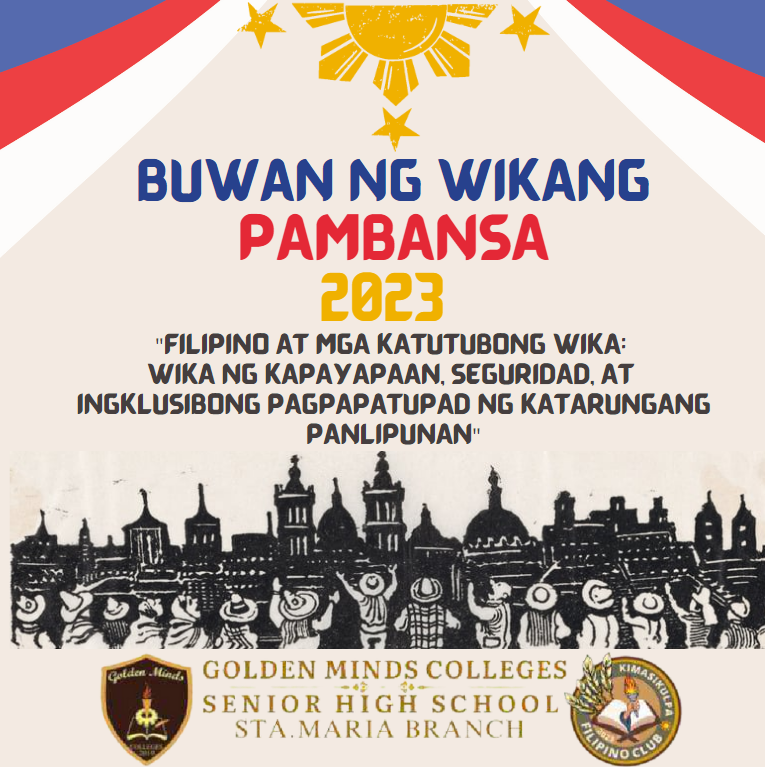 BUWAN NG WIKANG
PAMBANSA
2023
"FILIPINO AT MGA KATUTUBONG WIKA:
WIKA NG KAPAYAPAAN, SEGURIDAD, AT
INGKLUSIBONG PAGPAPATUPAD NG KATARUNGANG
PANLIPUNAN"
Golden Minds
COLLEGES
2019
GOLDEN MINDS COLLEGES
SENIOR HIGH SCHOOL
STA.MARIA BRANCH
KIMASIKULPA
FILIPINO CLUB